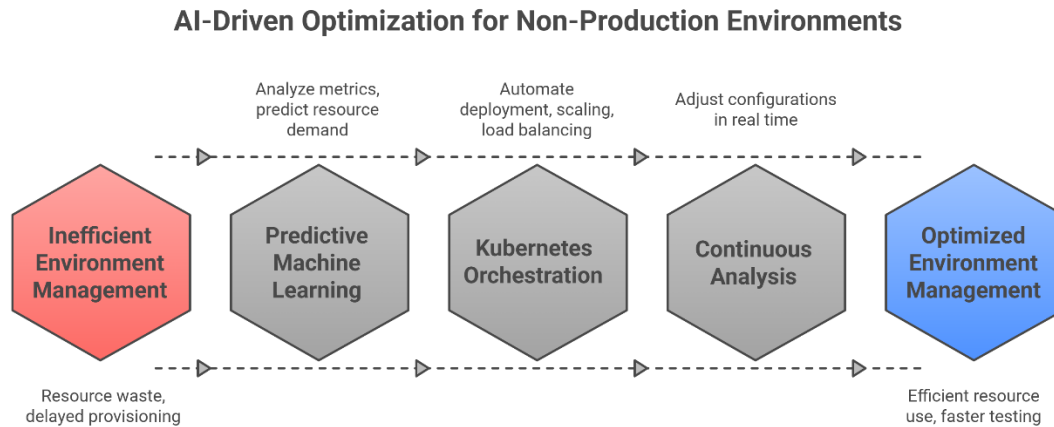 AI-Driven Optimization for Non-Production Environments
Analyze metrics,
predict resource
demand
Automate
deployment, scaling,
load balancing
Adjust configurations
in real time
Inefficient
Environment
Management
Predictive
Machine
Learning
Kubernetes
Orchestration
Continuous
Analysis
Optimized
Environment
Management
Resource waste,
delayed provisioning
Efficient resource
use, faster testing